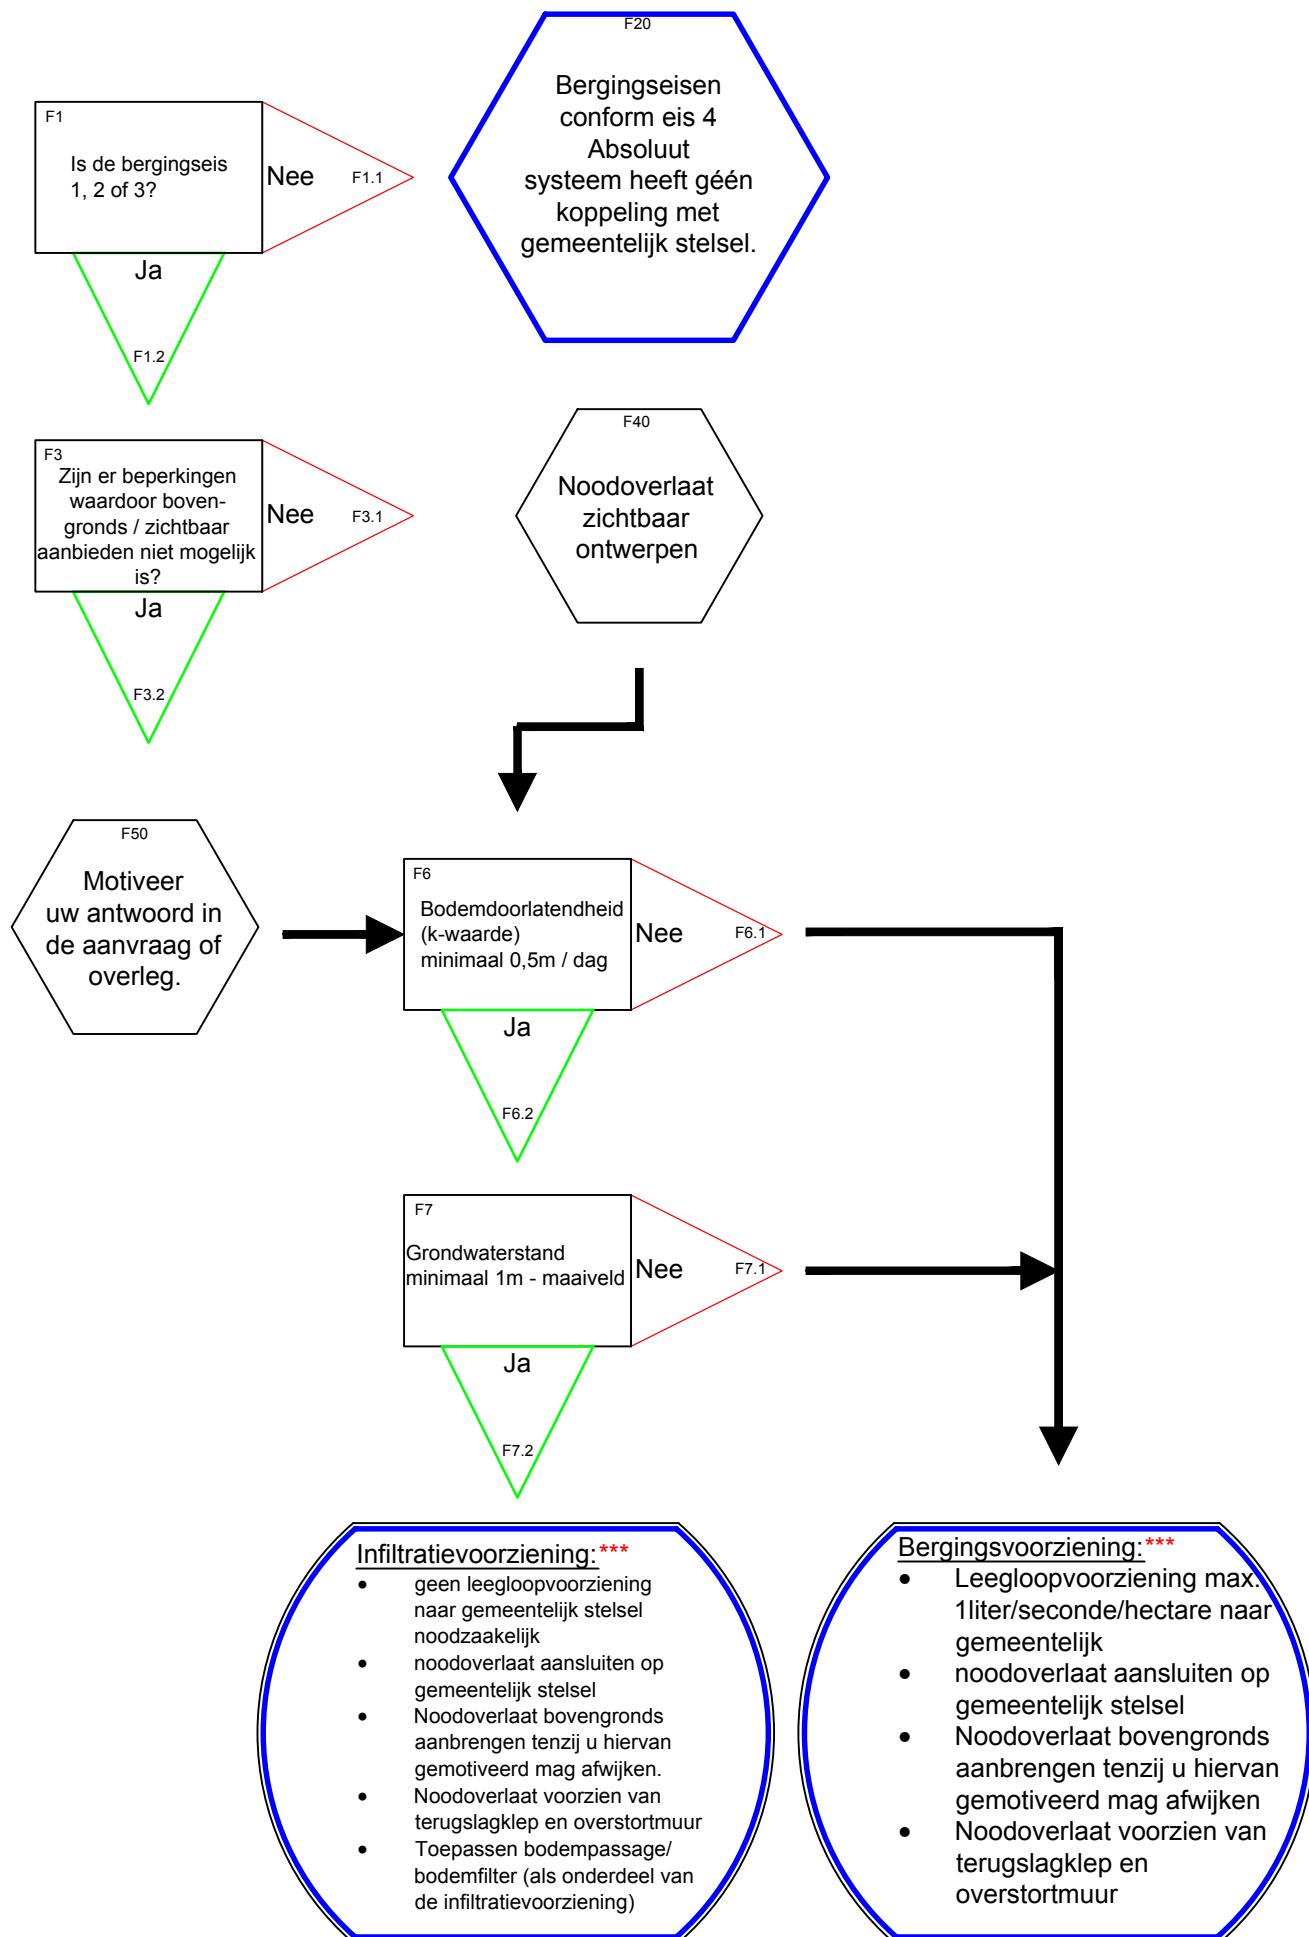 F20
Bergingseisen
conform eis 4
Absoluut
systeem heeft géén
koppeling met
gemeentelijk stelsel.
F1
Is de bergingseis
1, 2 of 3?
Nee
F1.1
Ja
F1.2
F3
Zijn er beperkingen
waardoor boven-
gronds / zichtbaar
aanbieden niet mogelijk
is?
Nee
F3.1
Ja
F3.2
F40
Noodoverlaat
zichtbaar
ontwerpen
F50
Motiveer
uw antwoord in
de aanvraag of
overleg.
F6
Bodemdoorlatendheid
(k-waarde)
minimaal 0,5m / dag
Nee
F6.1
Ja
F6.2
F7
Grondwaterstand
minimaal 1m - maaiveld
Nee
F7.1
Ja
F7.2
Infiltratievoorziening:***
• geen leegloopvoorziening
naar gemeentelijk stelsel
noodzaakelijk
• noodoverlaat aansluiten op
gemeentelijk stelsel
• Noodoverlaat bovengronds
aanbrengen tenzij u hiervan
gemotiveerd mag afwijken.
• Noodoverlaat voorzien van
terugslagklep en overstortmuur
• Toepassen bodempassage/
bodemfilter (als onderdeel van
de infiltratievoorziening)
Bergingsvoorziening:***
• Leegloopvoorziening max.
1liter/seconde/hectare naar
gemeentelijk
• noodoverlaat aansluiten op
gemeentelijk stelsel
• Noodoverlaat bovengronds
aanbrengen tenzij u hiervan
gemotiveerd mag afwijken
• Noodoverlaat voorzien van
terugslagklep en
overstortmuur